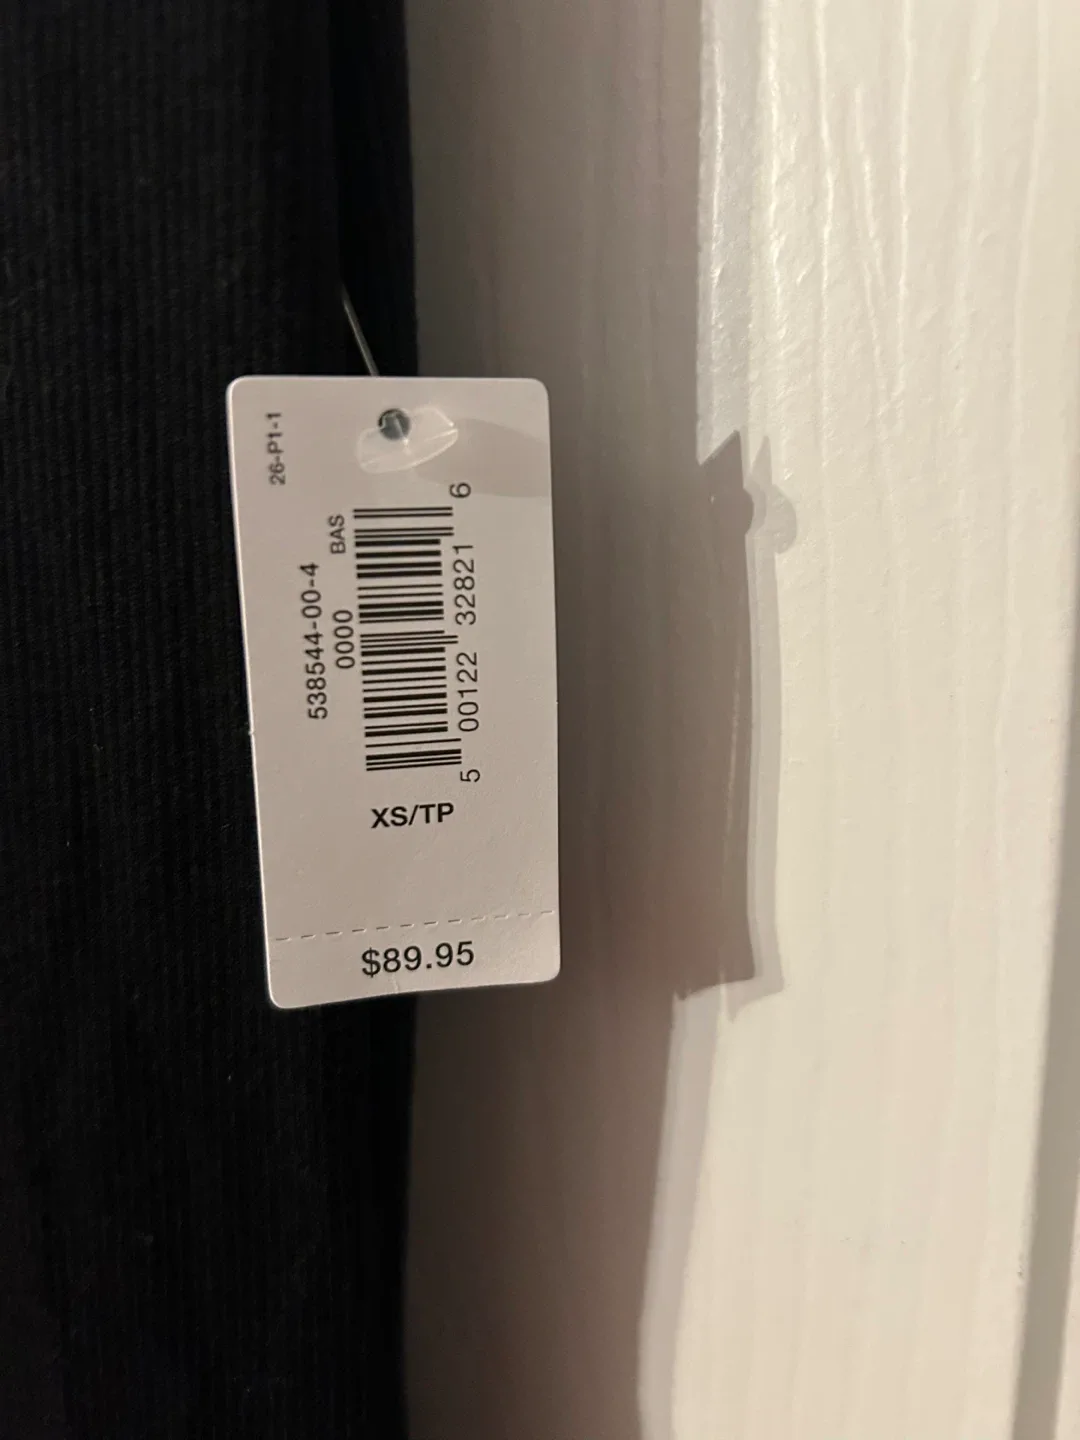 26-P1-1
538544-00-4
0000 BAS
5 00122 32821 6
XS/TP
$89.95